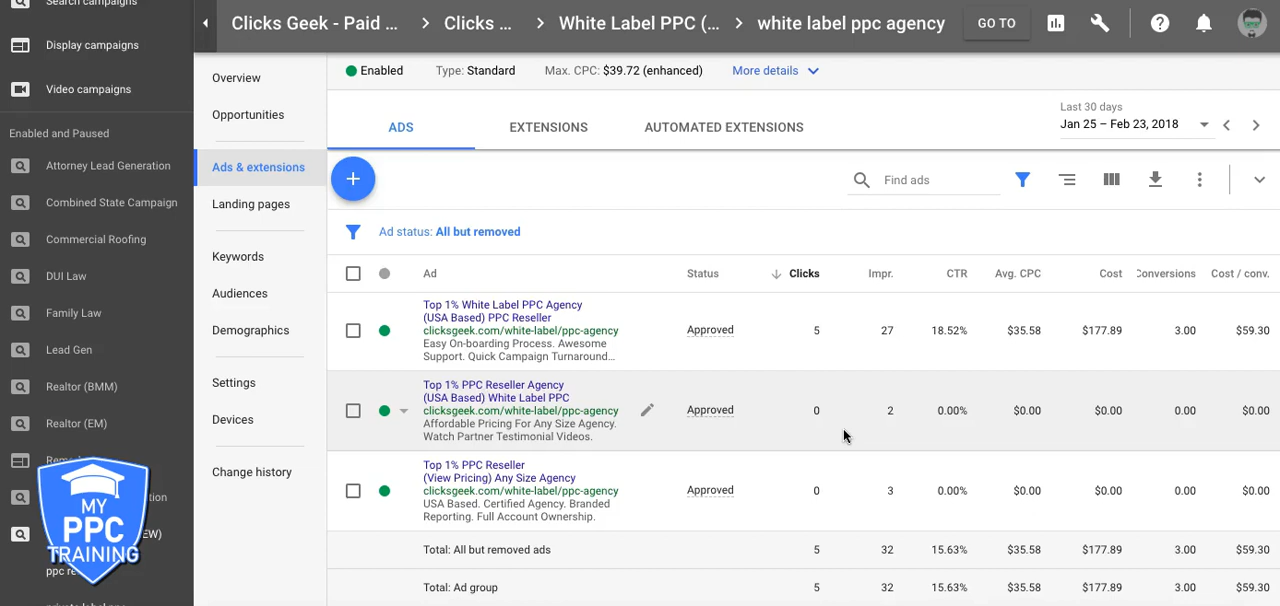 Search campaigns
Display campaigns
Video campaigns
Enabled and Paused
Attorney Lead Generation
Combined State Campaign
Commercial Roofing
DUI Law
Family Law
Lead Gen
Realtor (BMM)
Realtor (EM)
MY
PPC
TRAINING
Clicks Geek - Paid ... > Clicks ... > White Label PPC (... > white label ppc agency
GO TO
Overview
Opportunities
Ads & extensions
Landing pages
Keywords
Audiences
Demographics
Settings
Devices
Change history
Enabled Type: Standard Max. CPC: $39.72 (enhanced) More details
ADS EXTENSIONS AUTOMATED EXTENSIONS
Last 30 days
Jan 25 – Feb 23, 2018
Find ads
Ad status: All but removed
Ad Status Clicks Impr. CTR Avg. CPC Cost Conversions Cost / conv.
Top 1% White Label PPC Agency
(USA Based) PPC Reseller
clicksgeek.com/white-label/ppc-agency
Easy On-boarding Process. Awesome
Support. Quick Campaign Turnaround...
Approved 5 27 18.52% $35.58 $177.89 3.00 $59.30
Top 1% PPC Reseller Agency
(USA Based) White Label PPC
clicksgeek.com/white-label/ppc-agency
Affordable Pricing For Any Size Agency.
Watch Partner Testimonial Videos.
Approved 0 2 0.00% $0.00 $0.00 0.00 $0.00
Top 1% PPC Reseller
(View Pricing) Any Size Agency
clicksgeek.com/white-label/ppc-agency
USA Based. Certified Agency. Branded
Reporting. Full Account Ownership.
Approved 0 3 0.00% $0.00 $0.00 0.00 $0.00
Total: All but removed ads 5 32 15.63% $35.58 $177.89 3.00 $59.30
Total: Ad group 5 32 15.63% $35.58 $177.89 3.00 $59.30